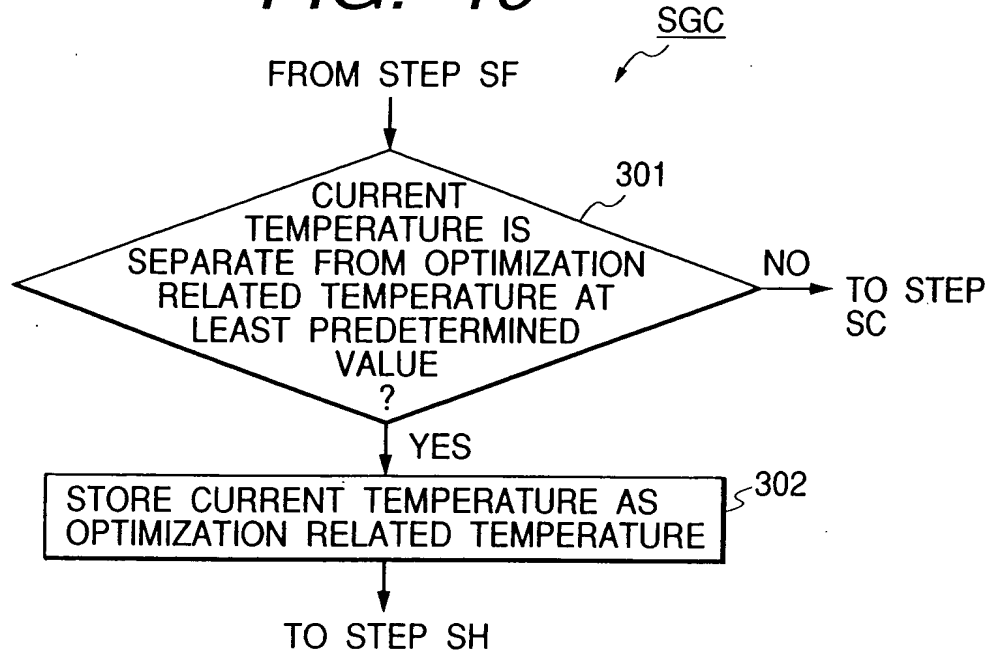 SGC
FROM STEP SF
301
CURRENT
TEMPERATURE IS
SEPARATE FROM OPTIMIZATION
RELATED TEMPERATURE AT
LEAST PREDETERMINED
VALUE
?
NO
TO STEP
SC
YES
302
STORE CURRENT TEMPERATURE AS
OPTIMIZATION RELATED TEMPERATURE
TO STEP SH